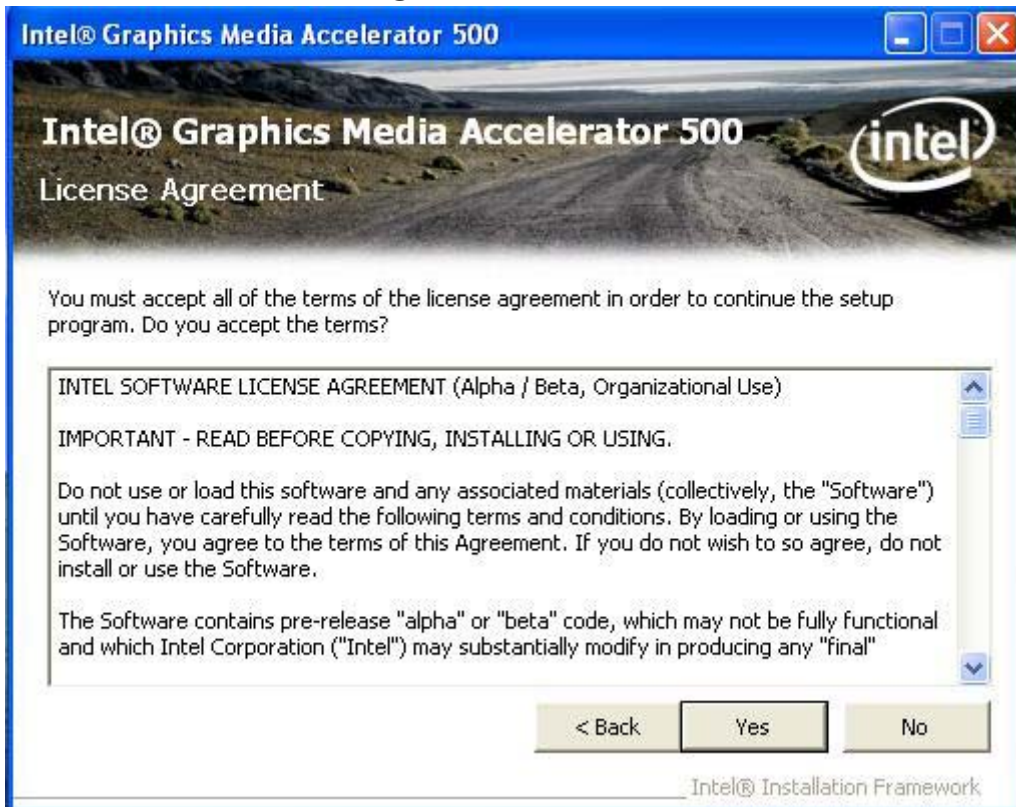 Intel® Graphics Media Accelerator 500
Intel® Graphics Media Accelerator 500
intel
License Agreement
You must accept all of the terms of the license agreement in order to continue the setup
program. Do you accept the terms?
INTEL SOFTWARE LICENSE AGREEMENT (Alpha / Beta, Organizational Use)
IMPORTANT - READ BEFORE COPYING, INSTALLING OR USING.
Do not use or load this software and any associated materials (collectively, the "Software")
until you have carefully read the following terms and conditions. By loading or using the
Software, you agree to the terms of this Agreement. If you do not wish to so agree, do not
install or use the Software.
The Software contains pre-release "alpha" or "beta" code, which may not be fully functional
and which Intel Corporation ("Intel") may substantially modify in producing any "final"
< Back Yes No
Intel® Installation Framework